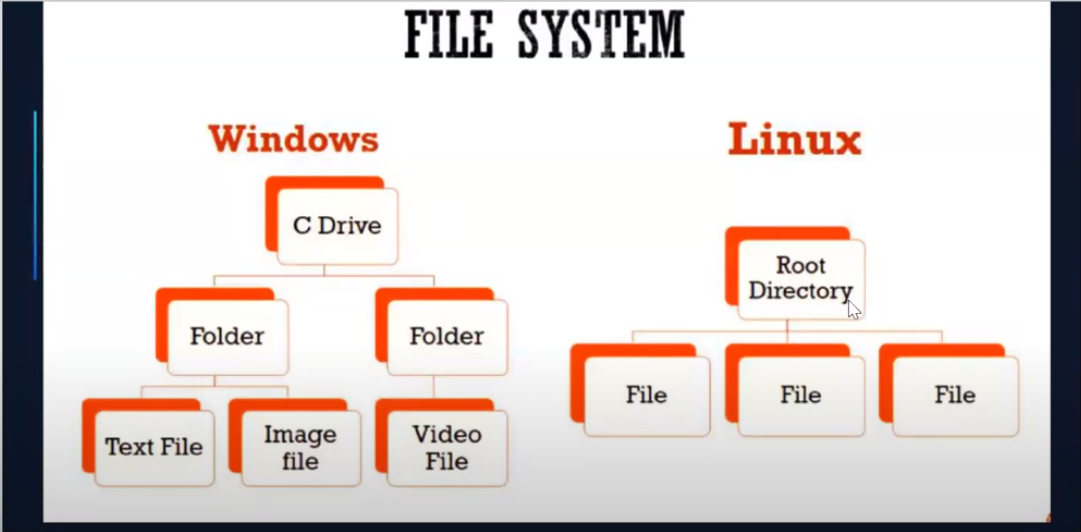 FILE SYSTEM
Windows
C Drive
Folder
Folder
Text File
Image
file
Video
File
Linux
Root
Directory
File
File
File